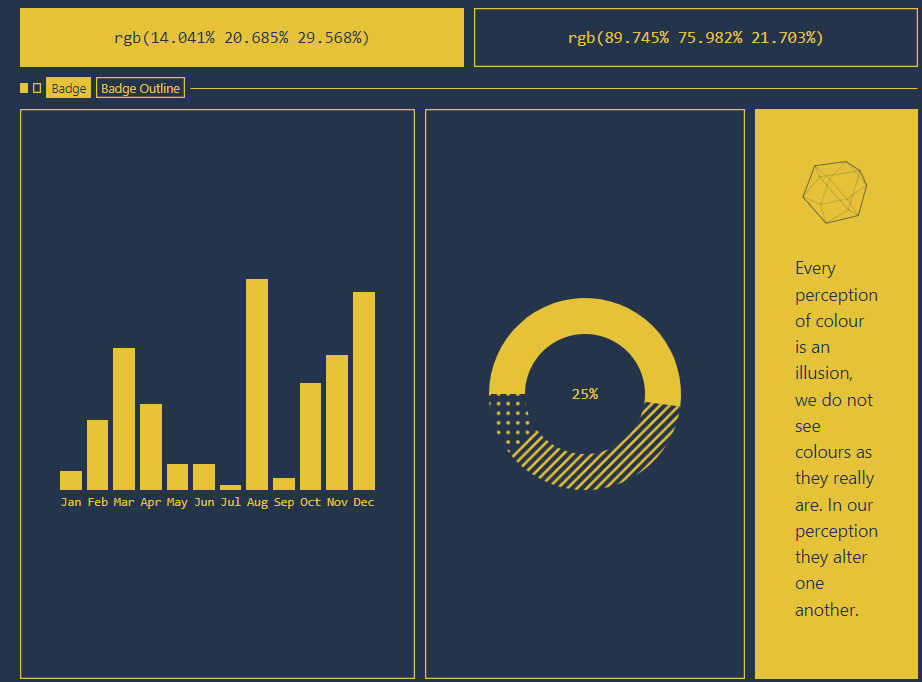 rgb(14.041% 20.685% 29.568%)
rgb(89.745% 75.982% 21.703%)
Badge
Badge Outline
Jan Feb Mar Apr May Jun Jul Aug Sep Oct Nov Dec
25%
Every
perception
of colour
is an
illusion,
we do not
see
colours as
they really
are. In our
perception
they alter
one
another.